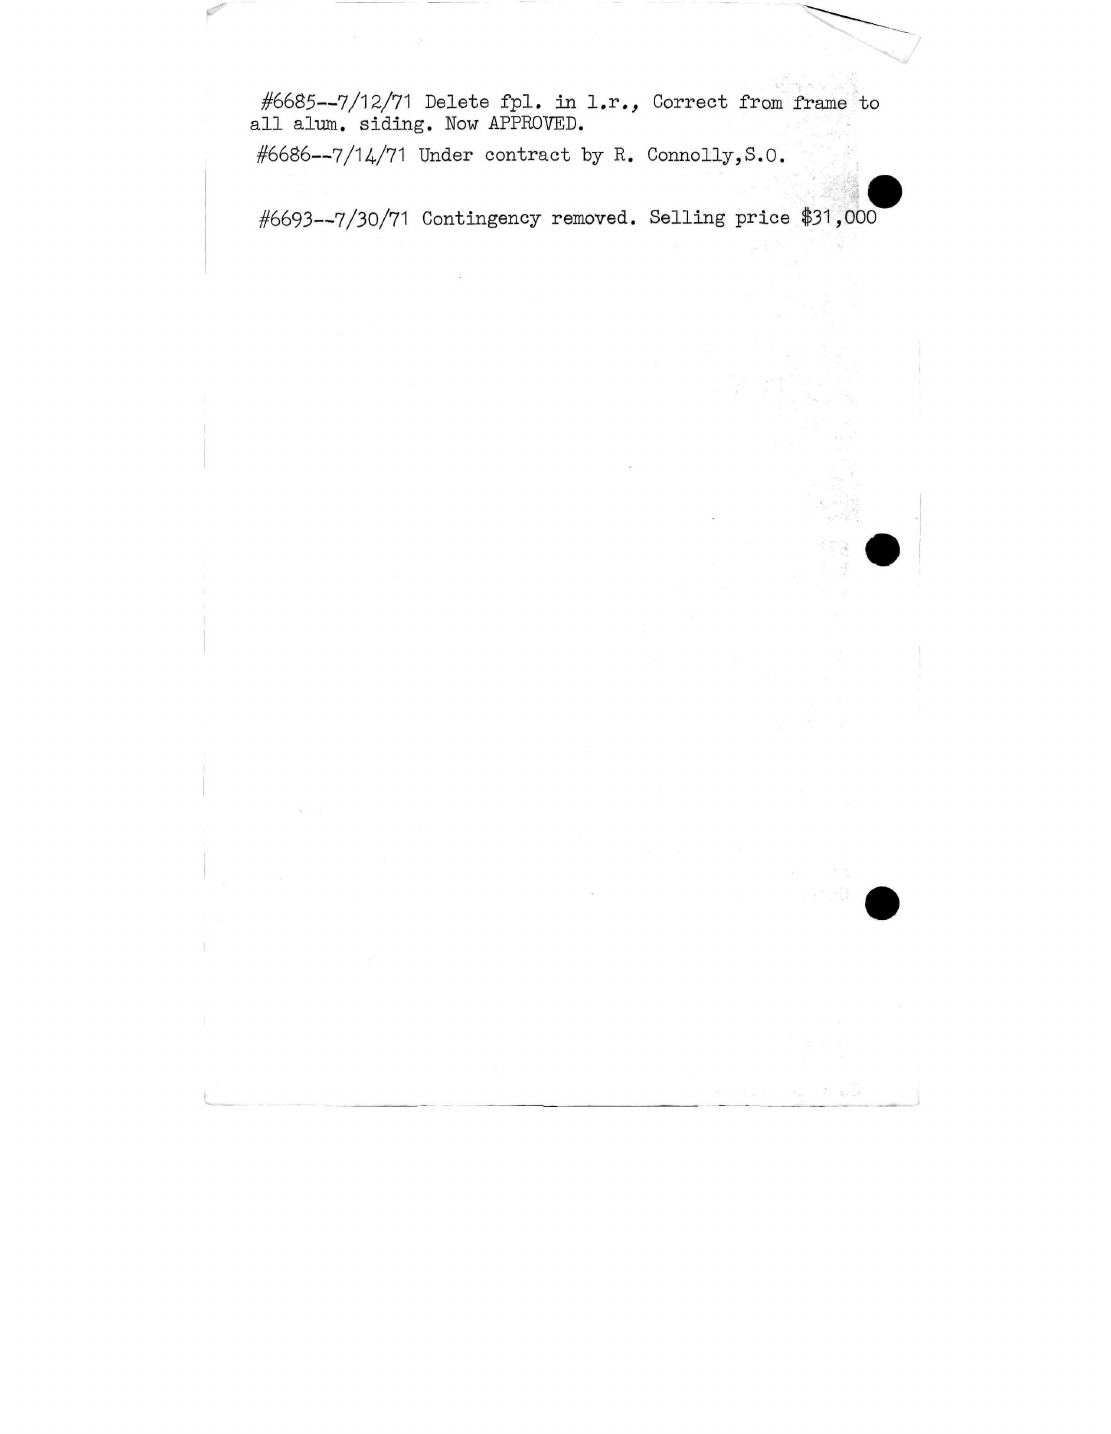 #6685--7/12/71 Delete fpl. in l.r., Correct from frame to
all alum. siding. Now APPROVED.
#6686--7/14/71 Under contract by R. Connolly,S.O.
#6693--7/30/71 Contingency removed. Selling price $31,000